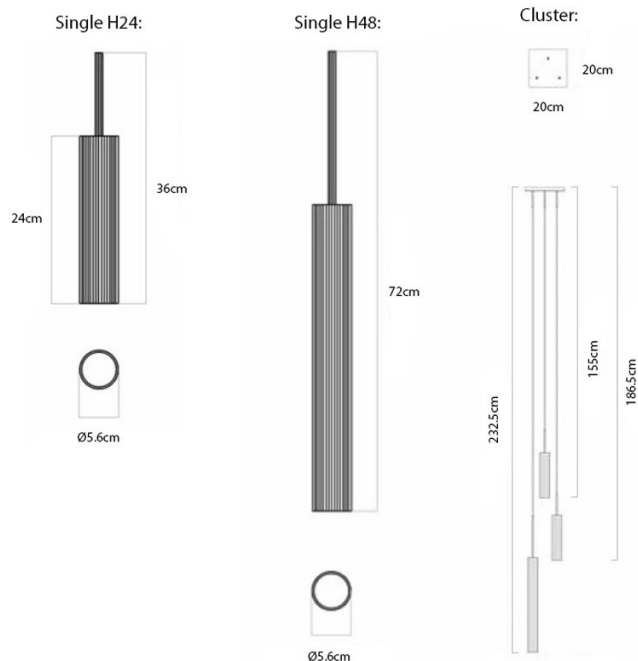 Single H24:
Single H48:
Cluster:
20cm
20cm
36cm
24cm
72cm
155cm
186.5cm
232.5cm
Ø5.6cm
Ø5.6cm